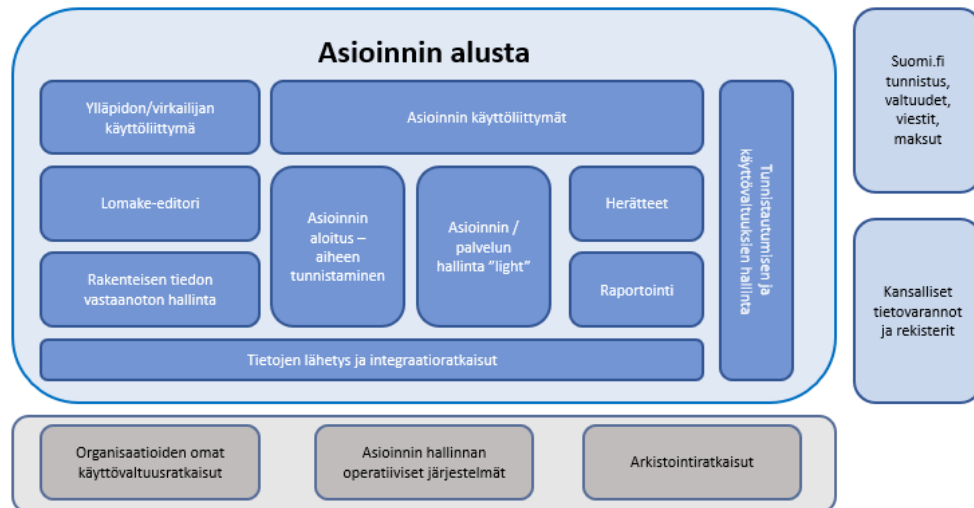 Asioinnin alusta
Ylläpidon/virkailijan
käyttöliittymä
Asioinnin käyttöliittymät
Tunnistautumisen ja
käyttövaltuuksien hallinta
Lomake-editori
Asioinnin
aloitus –
aiheen
tunnistaminen
Asioinnin /
palvelun
hallinta ”light”
Herätteet
Rakenteisen tiedon
vastaanoton hallinta
Raportointi
Tietojen lähetys ja integraatioratkaisut
Suomi.fi
tunnistus,
valtuudet,
viestit,
maksut
Kansalliset
tietovarannot
ja rekisterit
Organisaatioiden omat
käyttövaltuusratkaisut
Asioinnin hallinnan
operatiiviset järjestelmät
Arkistointiratkaisut